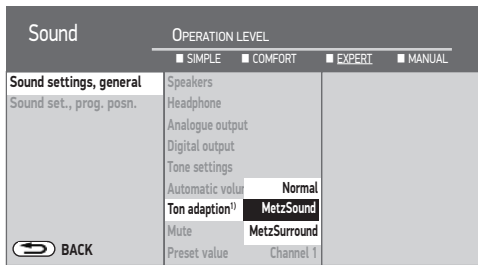 Sound
OPERATION LEVEL
SIMPLE COMFORT EXPERT MANUAL
Sound settings, general
Sound set., prog. posn.
Speakers
Headphone
Analogue output
Digital output
Tone settings
Automatic volur
Normal
Ton adaption1)
MetzSound
Mute
MetzSurround
Preset value
Channel 1
BACK